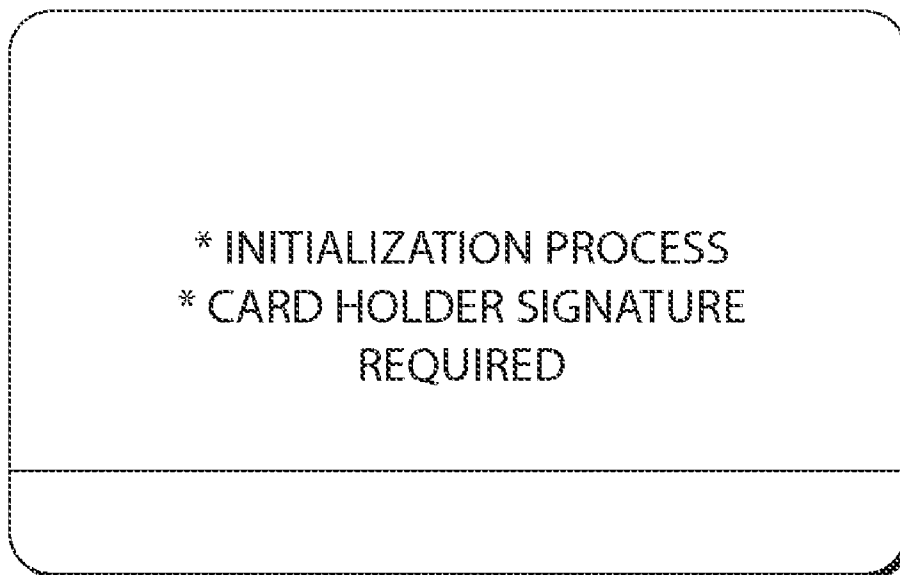 * INITIALIZATION PROCESS
* CARD HOLDER SIGNATURE
REQUIRED